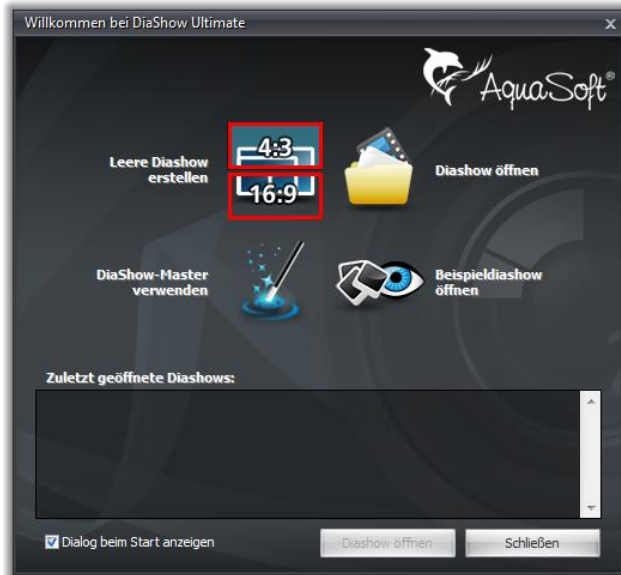 Willkommen bei DiaShow Ultimate
x
AquaSoft®
Leere Diashow
erstellen
4:3
16:9
Diashow öffnen
DiaShow-Master
verwenden
Beispieldiashow
öffnen
Zuletzt geöffnete Diashows:
Dialog beim Start anzeigen
Diashow öffnen
Schließen